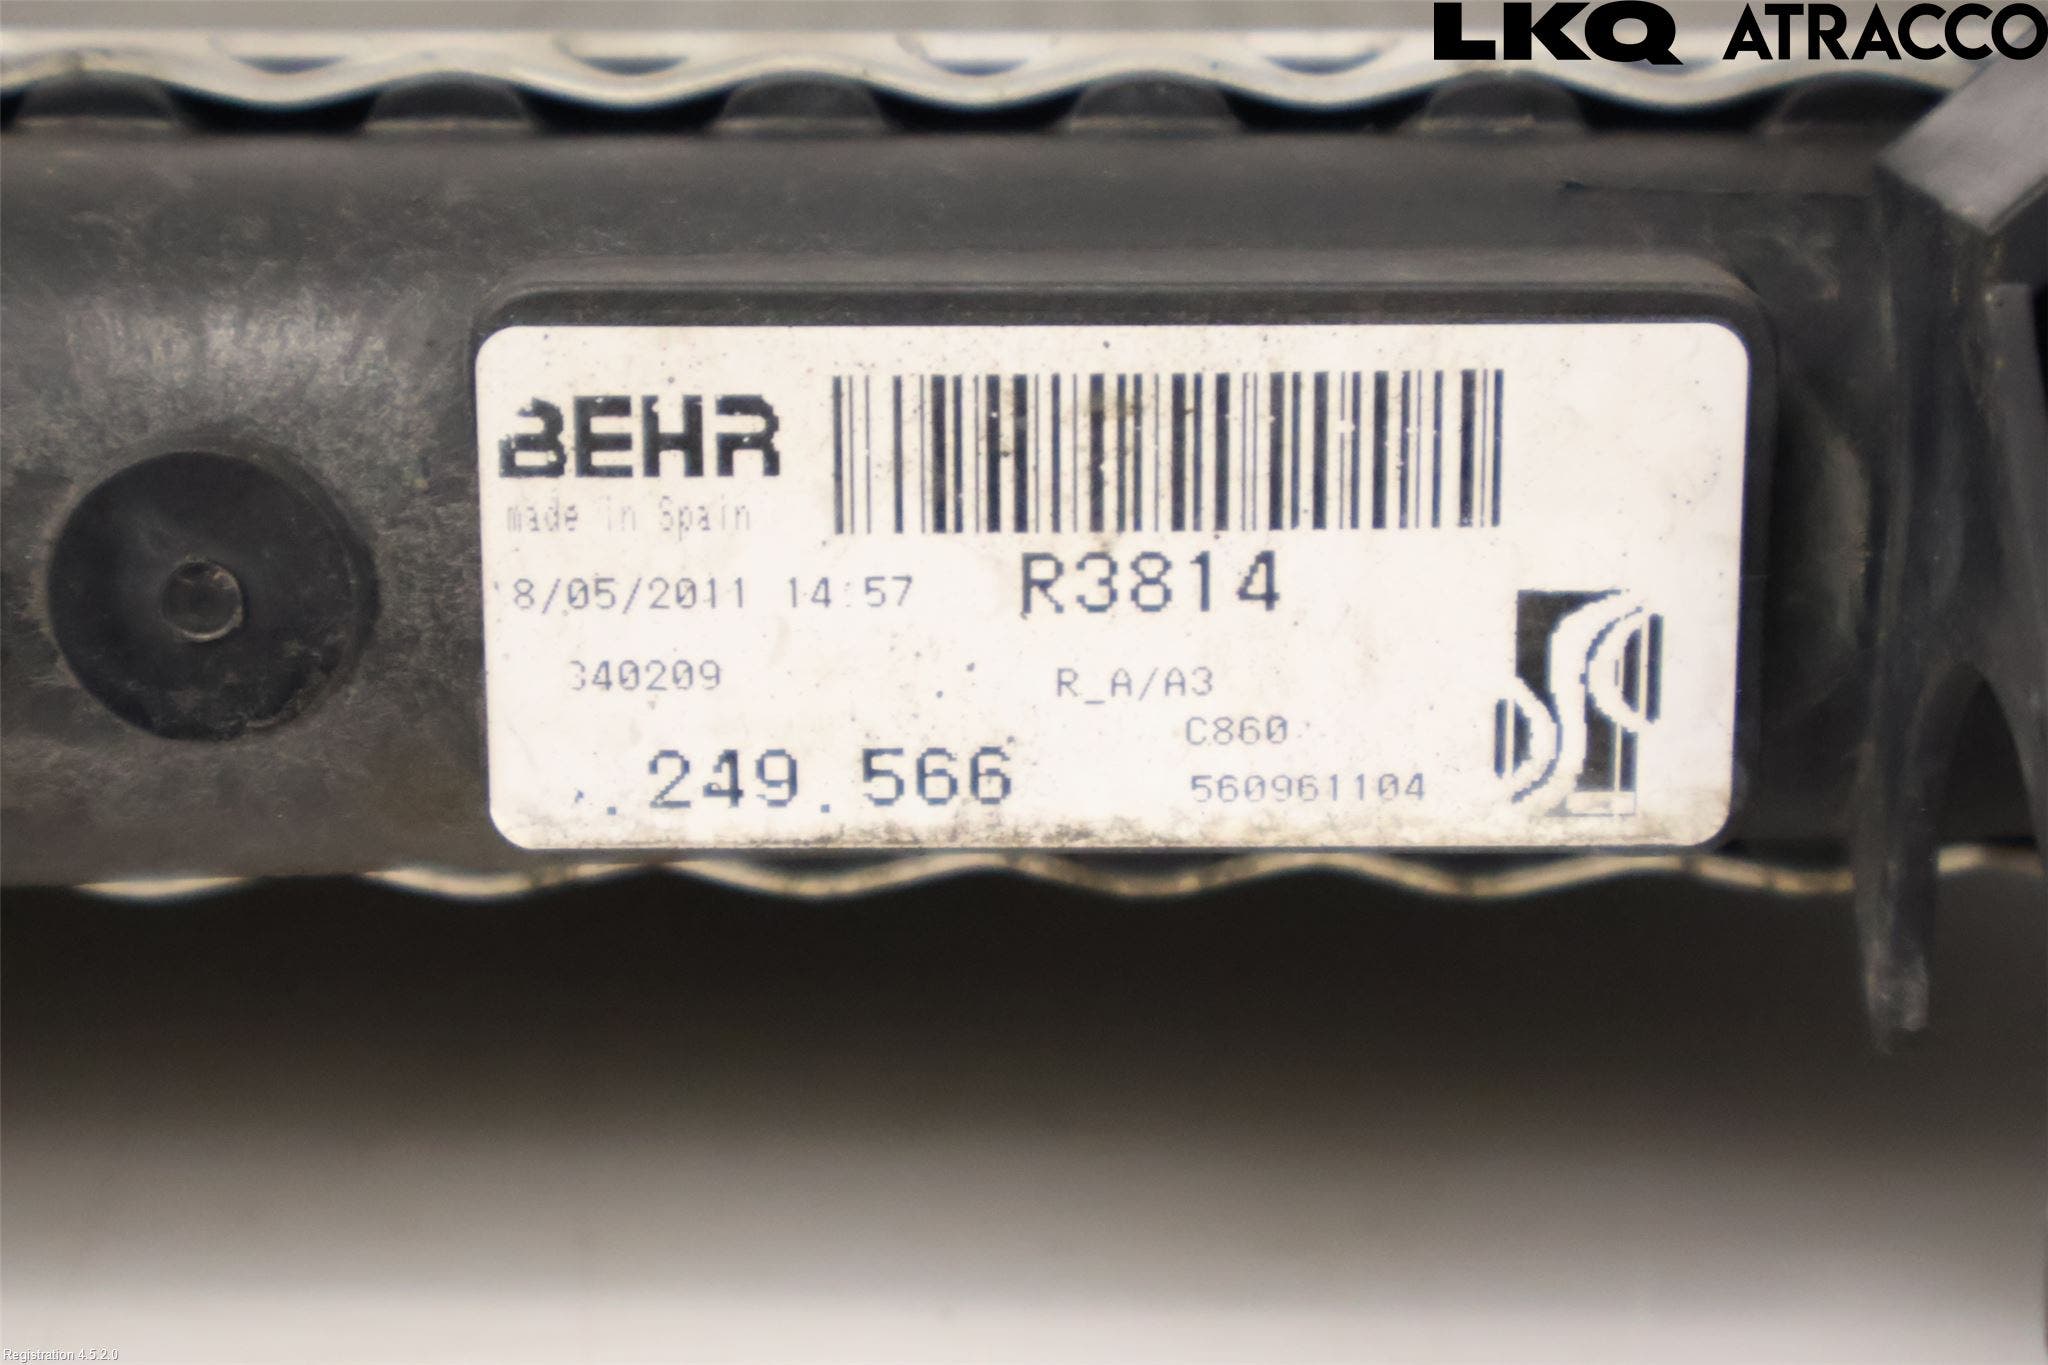 LKQ ATRACCO
BEHR
made in Spain
8/05/2011 14:57 R3814
340209 R_A/A3
C860
.249.566
560961104
Registration 4.5.2.0